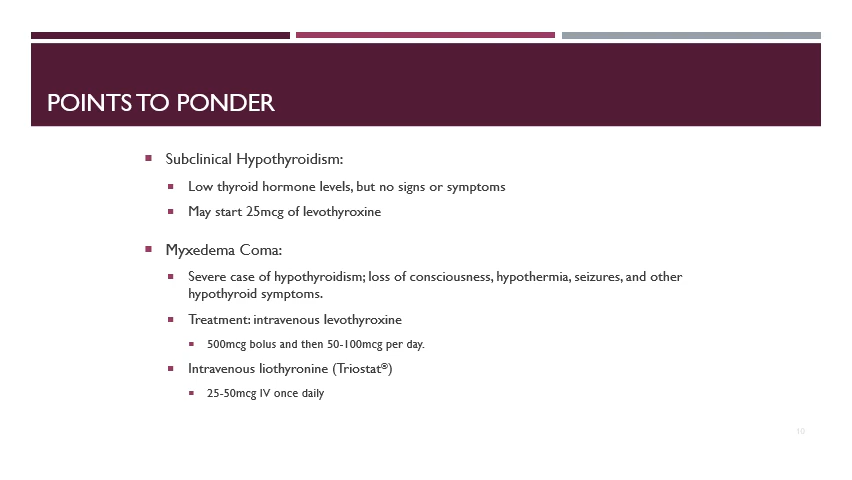 POINTS TO PONDER
Subclinical Hypothyroidism:
Low thyroid hormone levels, but no signs or symptoms
May start 25mcg of levothyroxine
Myxedema Coma:
Severe case of hypothyroidism; loss of consciousness, hypothermia, seizures, and other
hypothyroid symptoms.
Treatment: intravenous levothyroxine
500mcg bolus and then 50-100mcg per day.
Intravenous liothyronine (Triostat®)
25-50mcg IV once daily
10